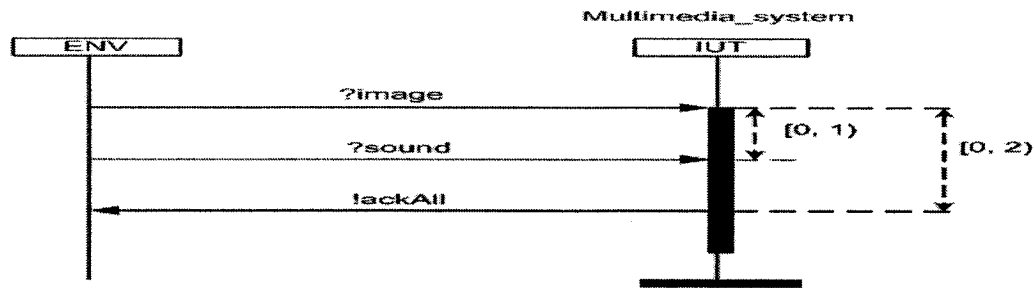 Multimedia_system
ENV
IUT
?image
[0, 1)
?sound
[0, 2)
!ackAll